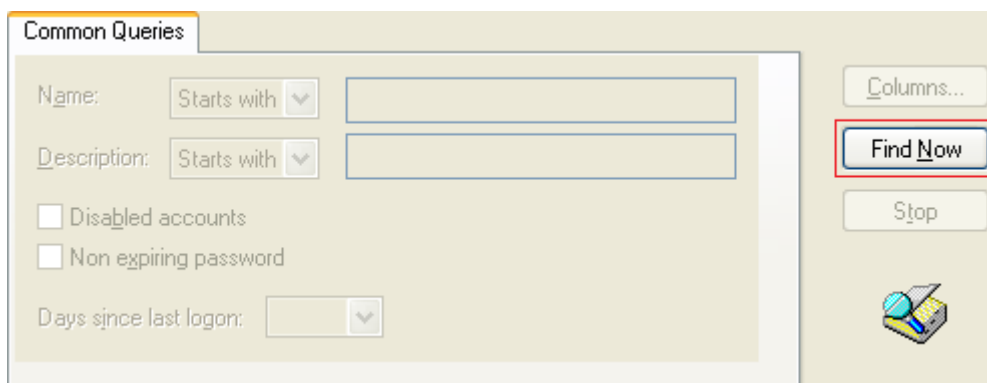 Common Queries
Name: Starts with
Columns...
Find Now
Description: Starts with
Stop
Disabled accounts
Non expiring password
Days since last logon: